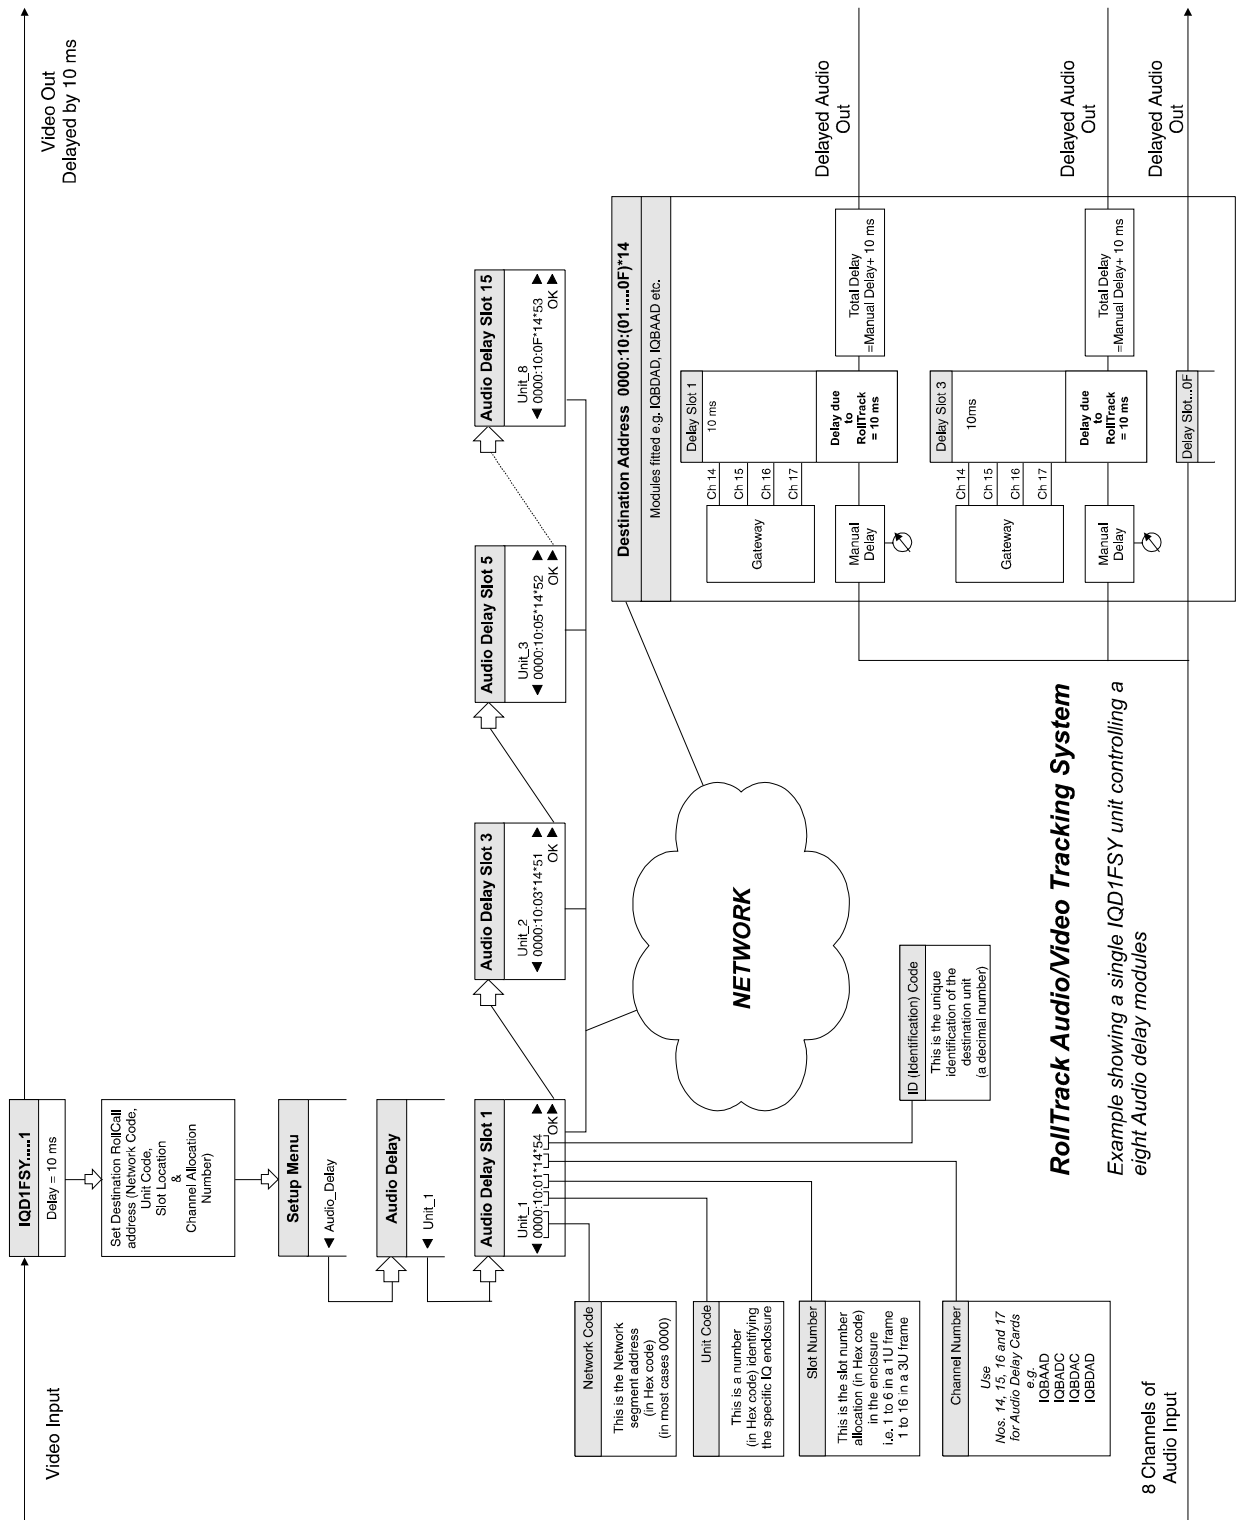 Video Input
IQD1FSY.....1
Delay = 10 ms
Video Out
Delayed by 10 ms
Set Destination RollCall
address (Network Code,
Unit Code,
Slot Location
&
Channel Allocation
Number)
Setup Menu
◀ Audio_Delay
Audio Delay
◀ Unit_1
Audio Delay Slot 1
Unit_1 ▶
◀ 0000:10:01*14*54
OK ▶
Audio Delay Slot 3
Unit_2
◀ 0000:10:03*14*51 ▶
OK ▶
Audio Delay Slot 5
Unit_3
◀ 0000:10:05*14*52 ▶
OK ▶
Audio Delay Slot 15
Unit_8
◀ 0000:10:0F*14*53 ▶
OK ▶
Network Code
This is the Network
segment address
(in Hex code)
(in most cases 0000)
Unit Code
This is a number
(in Hex code) identifying
the specific IQ enclosure
Slot Number
This is the slot number
allocation (in Hex code)
in the enclosure
i.e. 1 to 6 in a 1U frame
1 to 16 in a 3U frame
Channel Number
Use
Nos. 14, 15, 16 and 17
for Audio Delay Cards
e.g.
IQBAAD
IQBADC
IQBDAC
IQBDAD
ID (Identification) Code
This is the unique
identification of the
destination unit
(a decimal number)
NETWORK
Destination Address 0000:10:(01.....0F)*14
Modules fitted e.g. IQBDAD, IQBAAD etc.
Gateway
Ch 14
Ch 15
Ch 16
Ch 17
Delay Slot 1
10 ms
Manual
Delay
Delay due
to
RollTrack
= 10 ms
Total Delay
=Manual Delay+ 10 ms
Delayed Audio
Out
Gateway
Ch 14
Ch 15
Ch 16
Ch 17
Delay Slot 3
10ms
Manual
Delay
Delay due
to
RollTrack
= 10 ms
Total Delay
=Manual Delay+ 10 ms
Delayed Audio
Out
Delay Slot...0F
Delayed Audio
Out
RollTrack Audio/Video Tracking System
Example showing a single IQD1FSY unit controlling a
eight Audio delay modules
8 Channels of
Audio Input